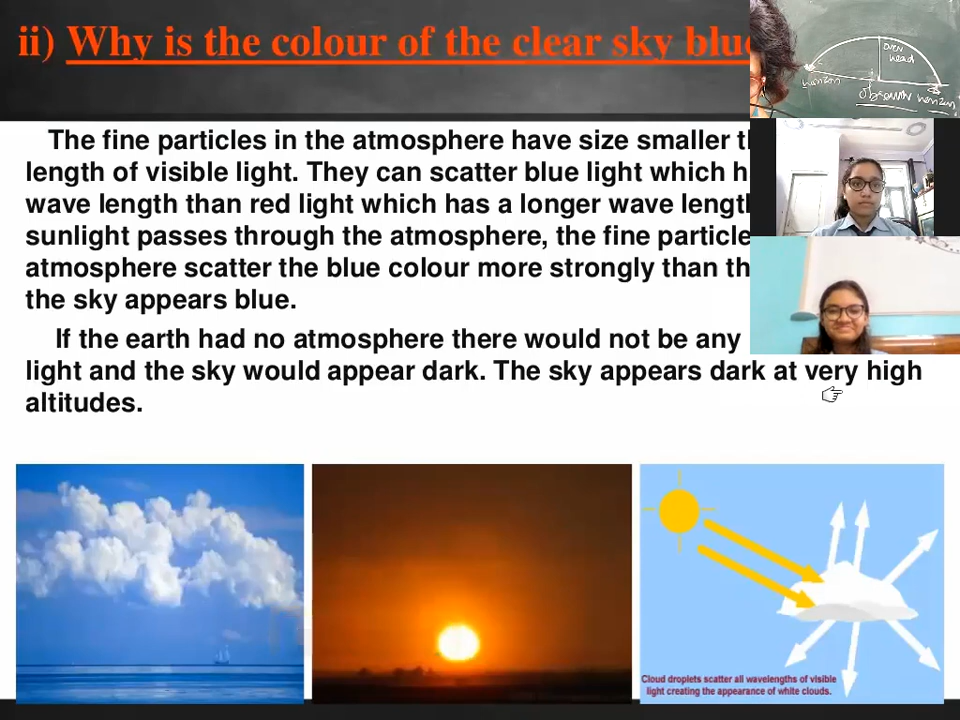 ii) Why is the colour of the clear sky blue
The fine particles in the atmosphere have size smaller
length of visible light. They can scatter blue light which
wave length than red light which has a longer wave
sunlight passes through the atmosphere, the fine
atmosphere scatter the blue colour more strongly than
the sky appears blue.
If the earth had no atmosphere there would not be any
light and the sky would appear dark. The sky appears dark at very high
altitudes.
over
head
horizon
observer
horizon
Cloud droplets scatter all wavelengths of visible
light creating the appearance of white clouds.